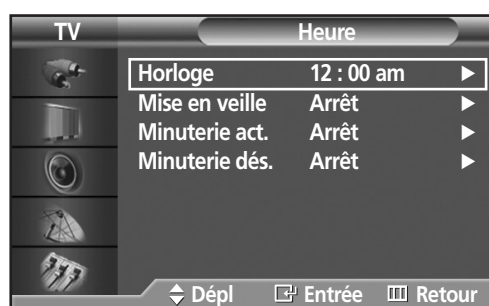 TV Heure
Horloge 12 : 00 am
Mise en veille Arrêt
Minuterie act. Arrêt
Minuterie dés. Arrêt
Dépl Entrée Retour